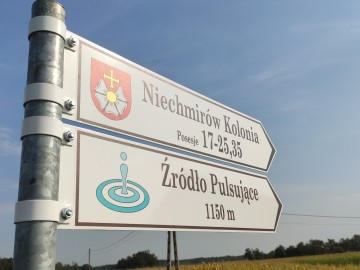 Niechmirów Kolonia
Posesje 17-25,35
Źródło Pulsujące
1150 m